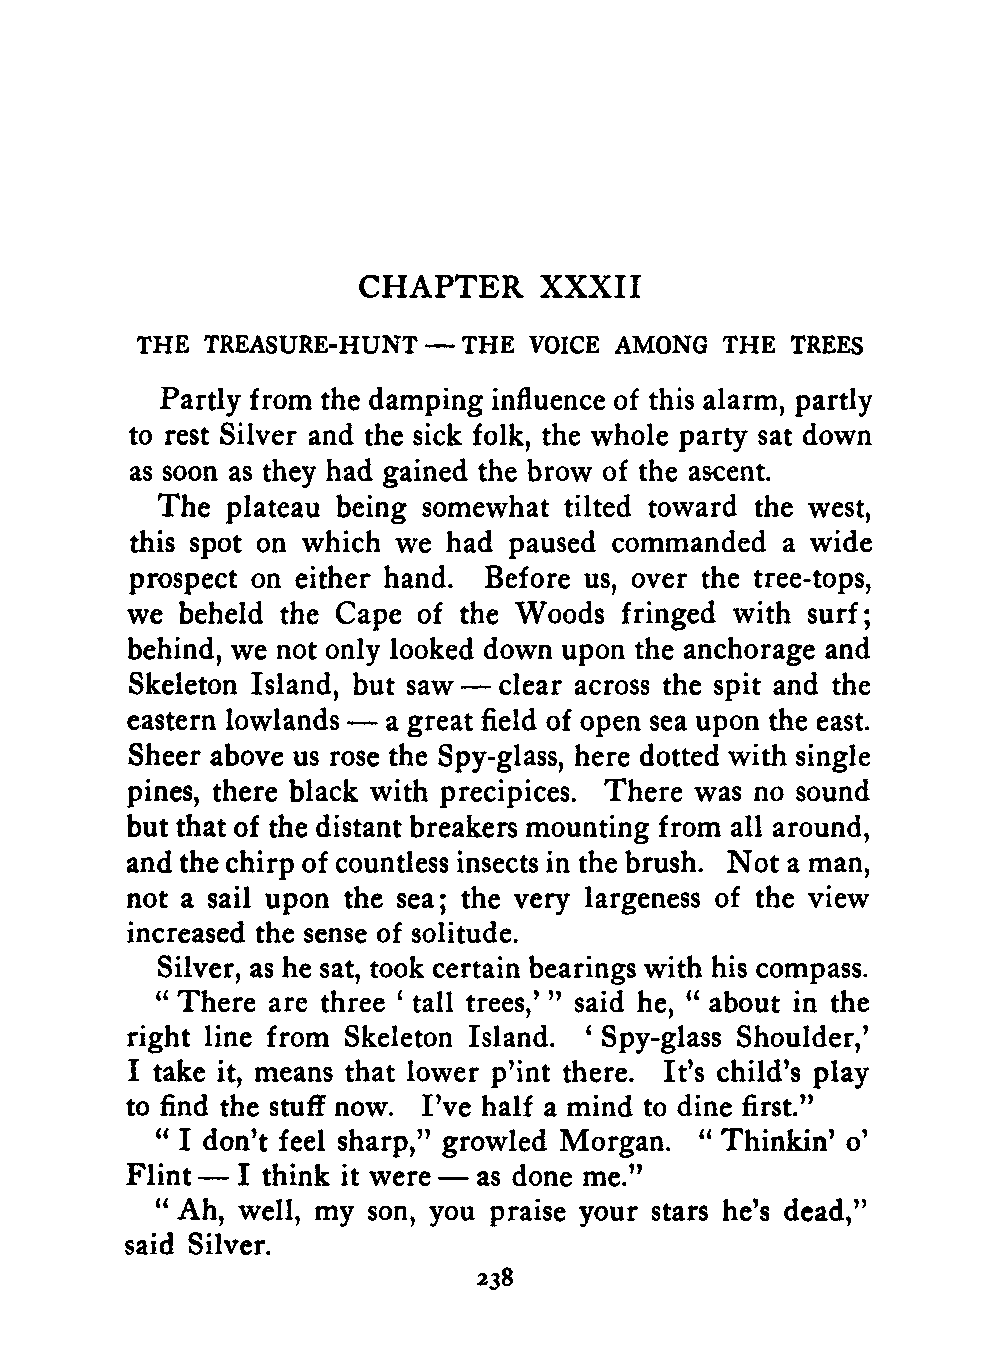 CHAPTER XXXII
THE TREASURE-HUNT — THE VOICE AMONG THE TREES
Partly from the damping influence of this alarm, partly
to rest Silver and the sick folk, the whole party sat down
as soon as they had gained the brow of the ascent.
The plateau being somewhat tilted toward the west,
this spot on which we had paused commanded a wide
prospect on either hand. Before us, over the tree-tops,
we beheld the Cape of the Woods fringed with surf;
behind, we not only looked down upon the anchorage and
Skeleton Island, but saw — clear across the spit and the
eastern lowlands — a great field of open sea upon the east.
Sheer above us rose the Spy-glass, here dotted with single
pines, there black with precipices. There was no sound
but that of the distant breakers mounting from all around,
and the chirp of countless insects in the brush. Not a man,
not a sail upon the sea; the very largeness of the view
increased the sense of solitude.
Silver, as he sat, took certain bearings with his compass.
“ There are three ‘ tall trees,’ ” said he, “ about in the
right line from Skeleton Island. ‘ Spy-glass Shoulder,’
I take it, means that lower p’int there. It’s child’s play
to find the stuff now. I’ve half a mind to dine first.”
“ I don’t feel sharp,” growled Morgan. “ Thinkin’ o’
Flint — I think it were — as done me.”
“ Ah, well, my son, you praise your stars he’s dead,”
said Silver.
238